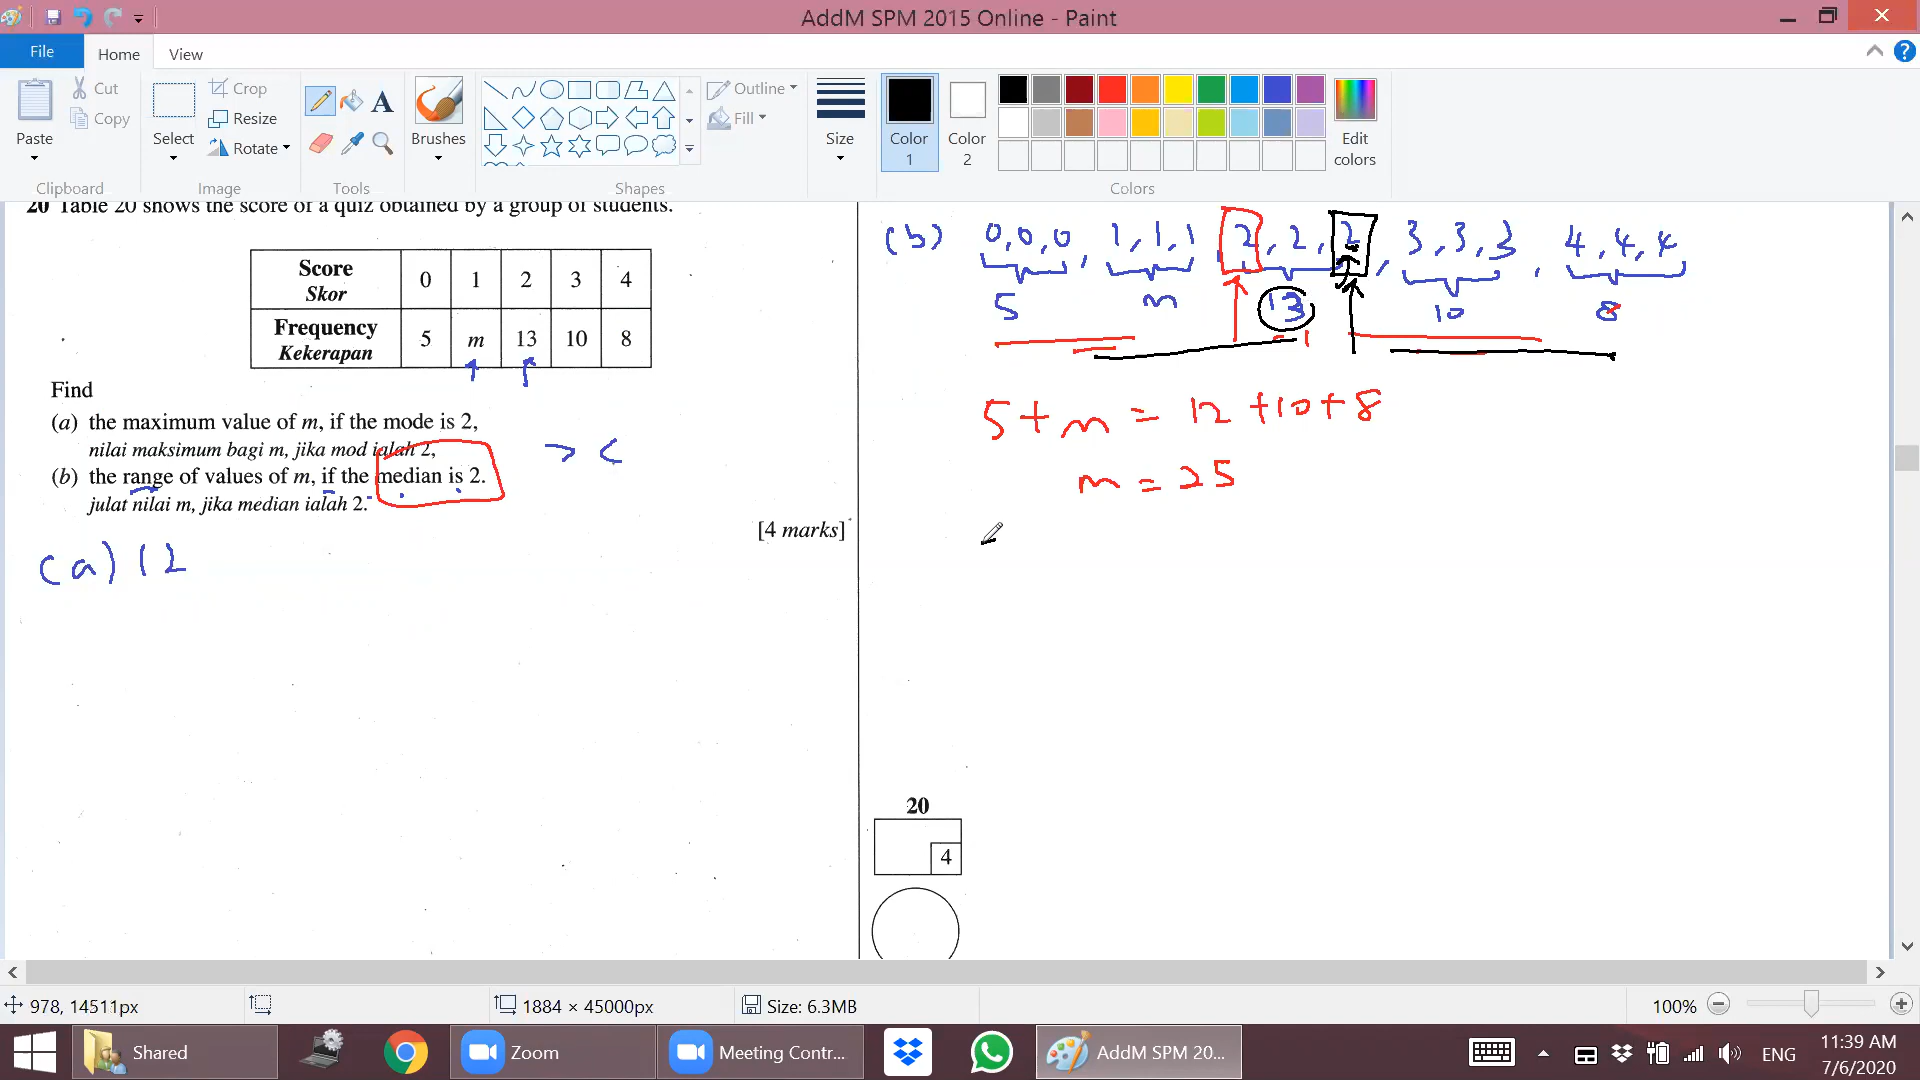 AddM SPM 2015 Online - Paint
File
Home
View
Paste
Cut
Copy
Clipboard
Select
Crop
Resize
Rotate
Image
Tools
Brushes
Shapes
Outline
Fill
Size
Color 1
Color 2
Edit colors
Colors
20 Table 20 shows the score of a quiz obtained by a group of students.
Score 0 1 2 3 4
Skor
Frequency 5 m 13 10 8
Kekerapan
Find
(a) the maximum value of m, if the mode is 2,
nilai maksimum bagi m, jika mod ialah 2,
(b) the range of values of m, if the median is 2.
julat nilai m, jika median ialah 2.
> <
[4 marks]
(a) 12
(b) 0,0,0, 1,1,1 2,2,2, 3,3,3, 4,4,4
5 m 13 10 8
5 + m = 12 + 10 + 8
m = 25
20
4
978, 14511px
1884 × 45000px
Size: 6.3MB
100%
Shared
Zoom
Meeting Contr...
AddM SPM 20...
ENG
11:39 AM
7/6/2020